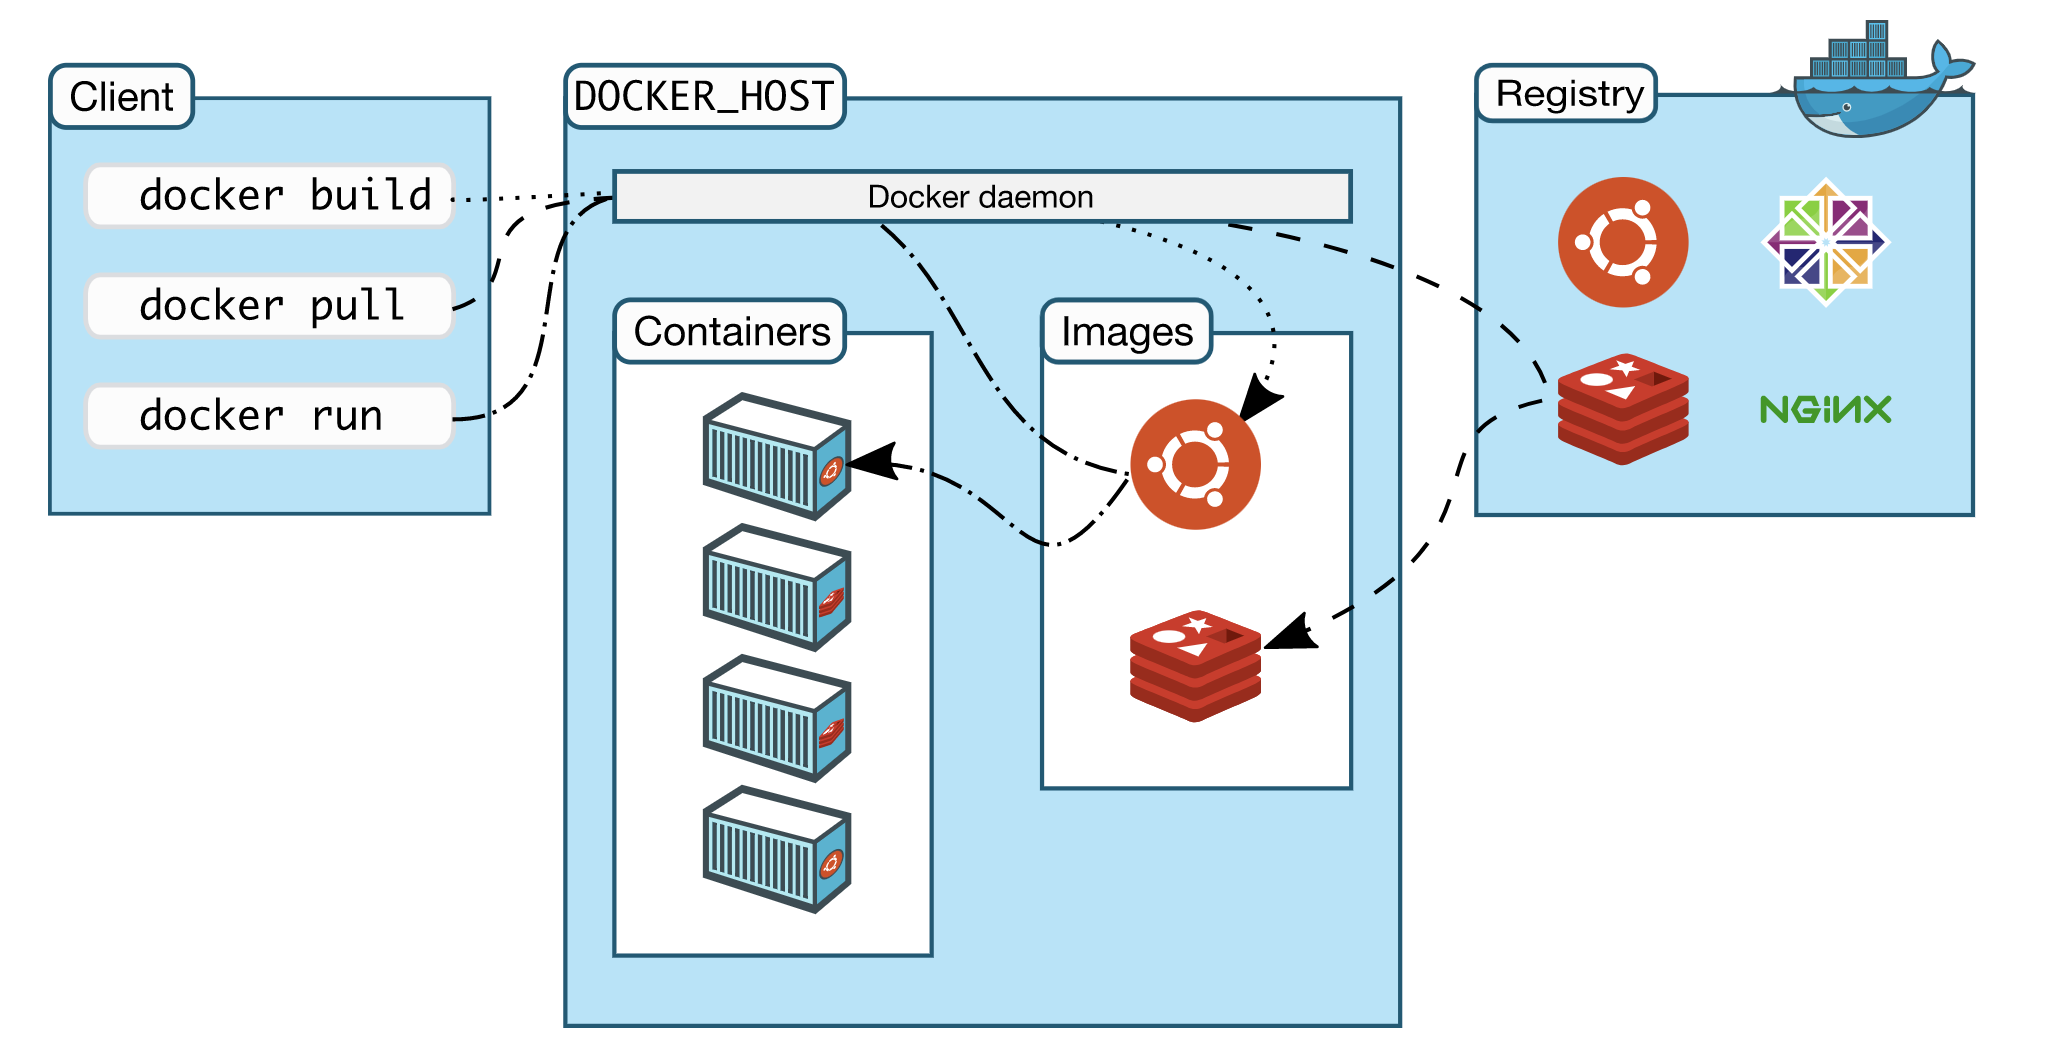 Client
docker build
docker pull
docker run
DOCKER_HOST
Docker daemon
Containers
Images
Registry
NGiNX